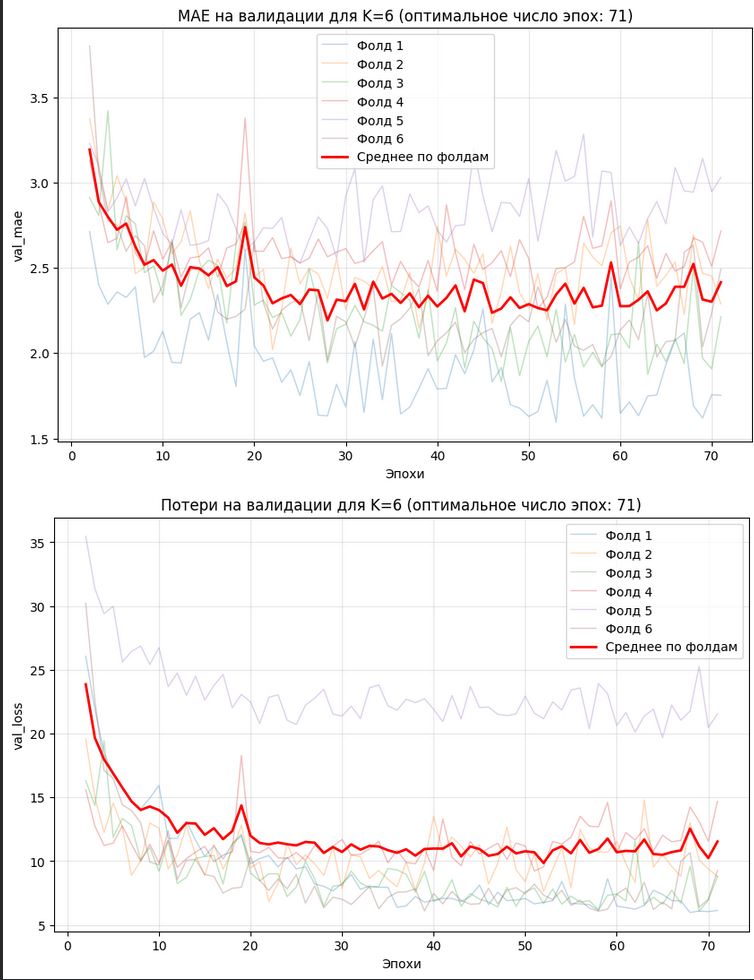 MAE на валидации для K=6 (оптимальное число эпох: 71)
Фолд 1
Фолд 2
Фолд 3
Фолд 4
Фолд 5
Фолд 6
Среднее по фолдам
val_mae
3.5
3.0
2.5
2.0
1.5
0
10
20
30
40
50
60
70
Эпохи
Потери на валидации для K=6 (оптимальное число эпох: 71)
Фолд 1
Фолд 2
Фолд 3
Фолд 4
Фолд 5
Фолд 6
Среднее по фолдам
val_loss
35
30
25
20
15
10
5
0
10
20
30
40
50
60
70
Эпохи